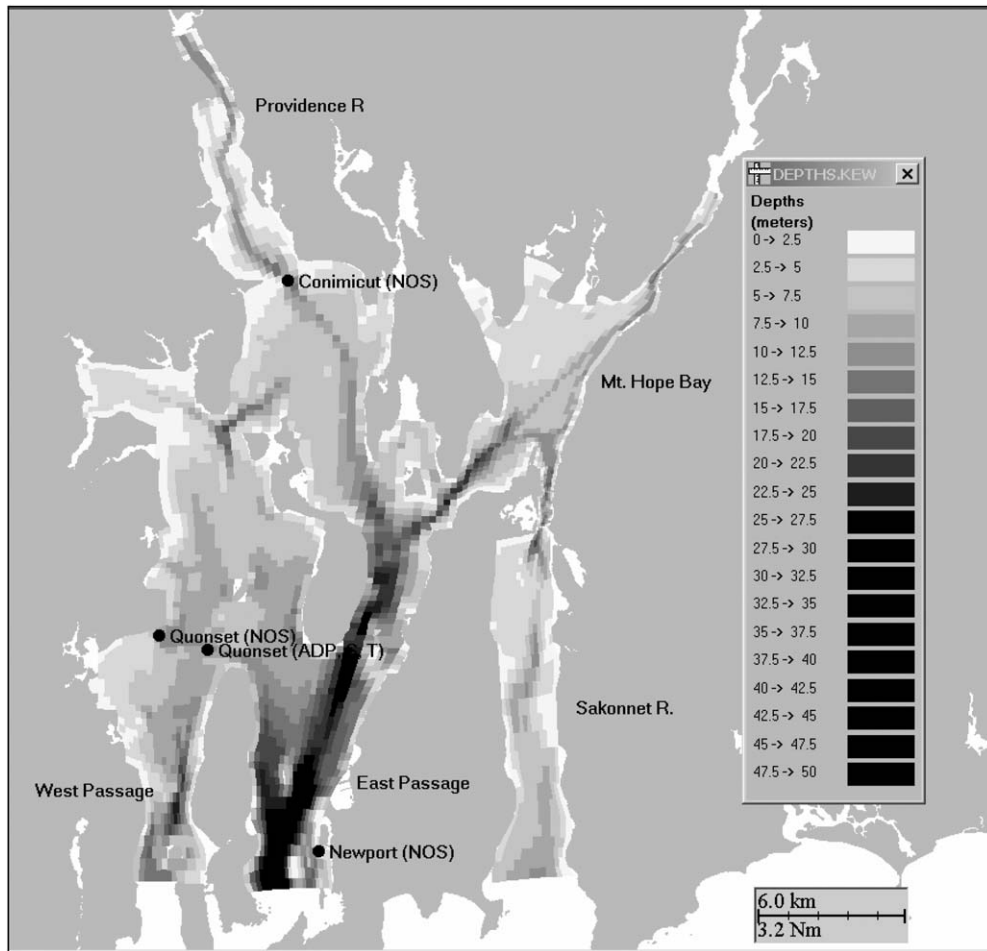 Providence R
Conimicut (NOS)
Mt. Hope Bay
Quonset (NOS)
Quonset (ADP, T)
Sakonnet R.
West Passage
East Passage
Newport (NOS)
DEPTHS.KEW
Depths
(meters)
0-> 2.5
2.5-> 5
5-> 7.5
7.5-> 10
10-> 12.5
12.5-> 15
15-> 17.5
17.5-> 20
20-> 22.5
22.5-> 25
25-> 27.5
27.5-> 30
30-> 32.5
32.5-> 35
35-> 37.5
37.5-> 40
40-> 42.5
42.5-> 45
45-> 47.5
47.5-> 50
6.0 km
3.2 Nm